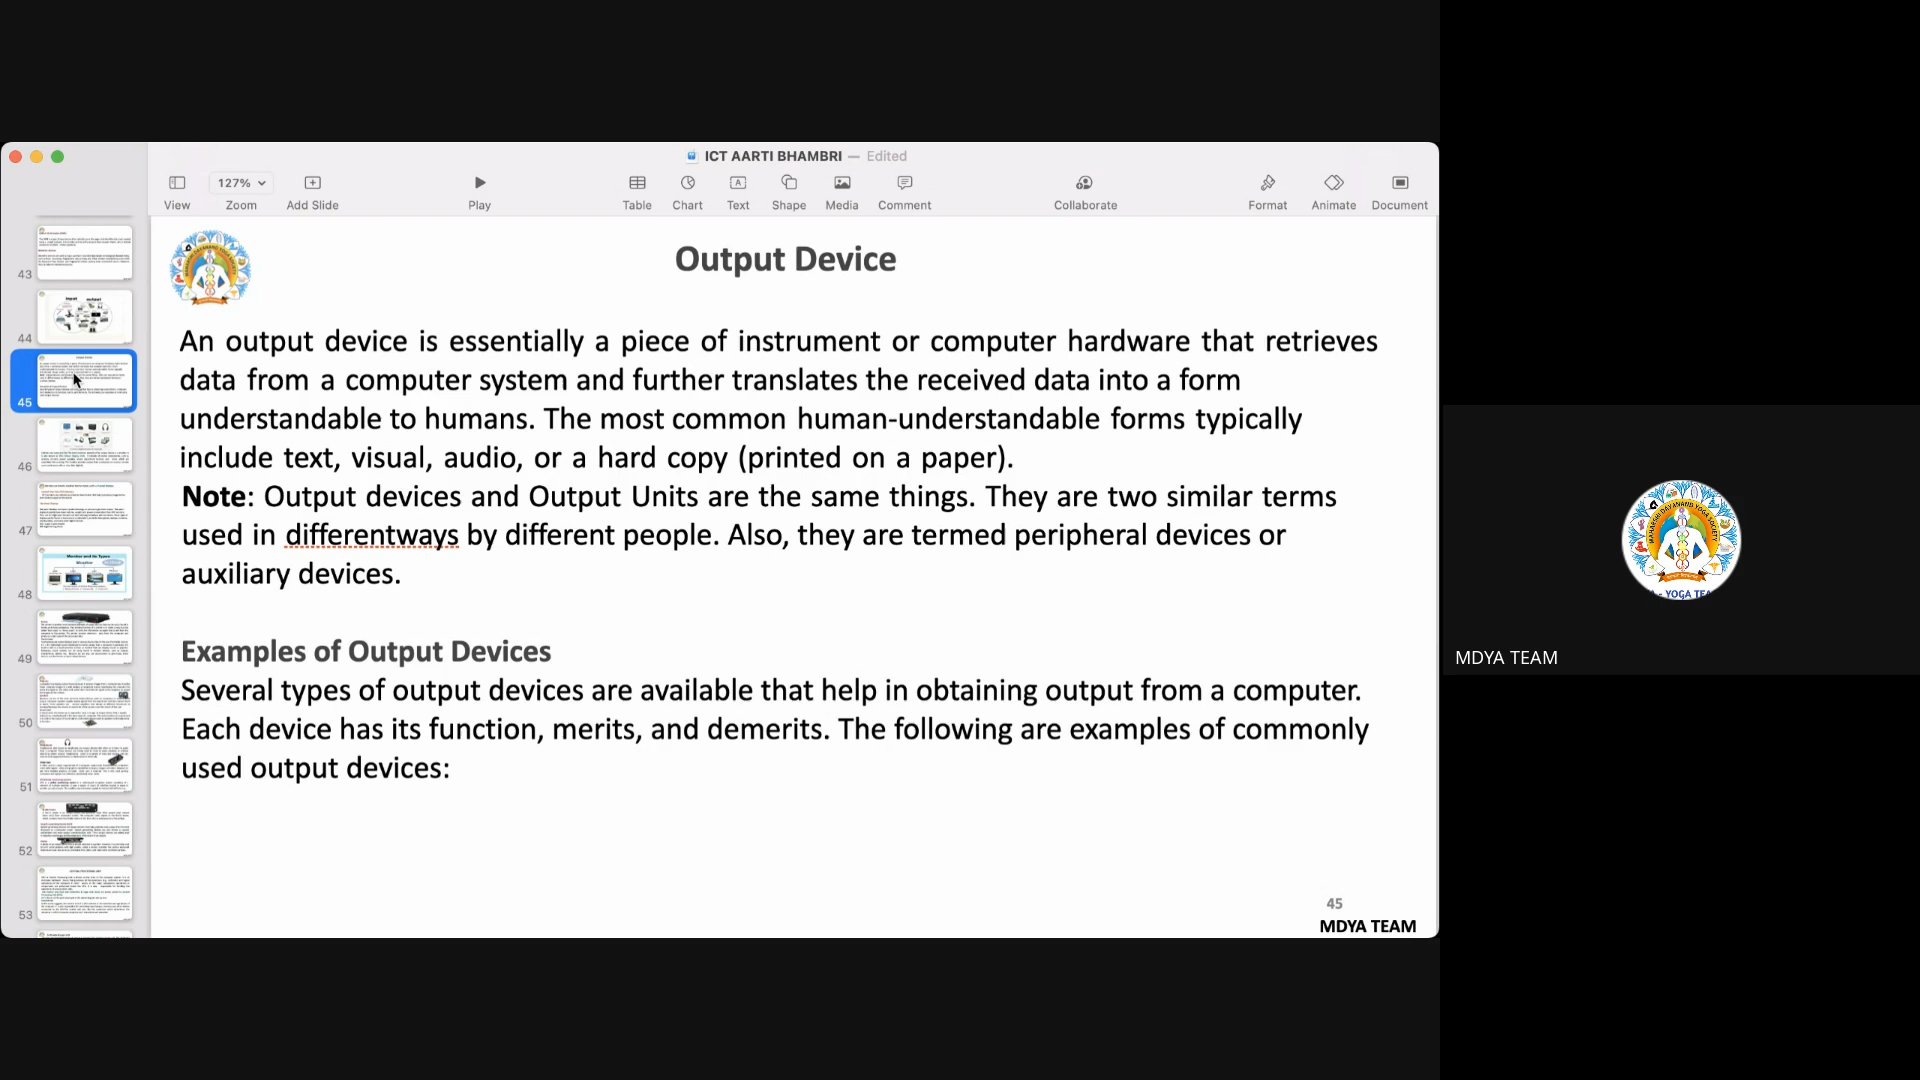 ICT AARTI BHAMBRI — Edited
127%
View Zoom Add Slide Play Table Chart Text Shape Media Comment Collaborate Format Animate Document
43
44
45
46
47
48
49
50
51
52
53
Output Device
An output device is essentially a piece of instrument or computer hardware that retrieves
data from a computer system and further translates the received data into a form
understandable to humans. The most common human-understandable forms typically
include text, visual, audio, or a hard copy (printed on a paper).
Note: Output devices and Output Units are the same things. They are two similar terms
used in differentways by different people. Also, they are termed peripheral devices or
auxiliary devices.
Examples of Output Devices
Several types of output devices are available that help in obtaining output from a computer.
Each device has its function, merits, and demerits. The following are examples of commonly
used output devices:
45
MDYA TEAM
MDYA TEAM